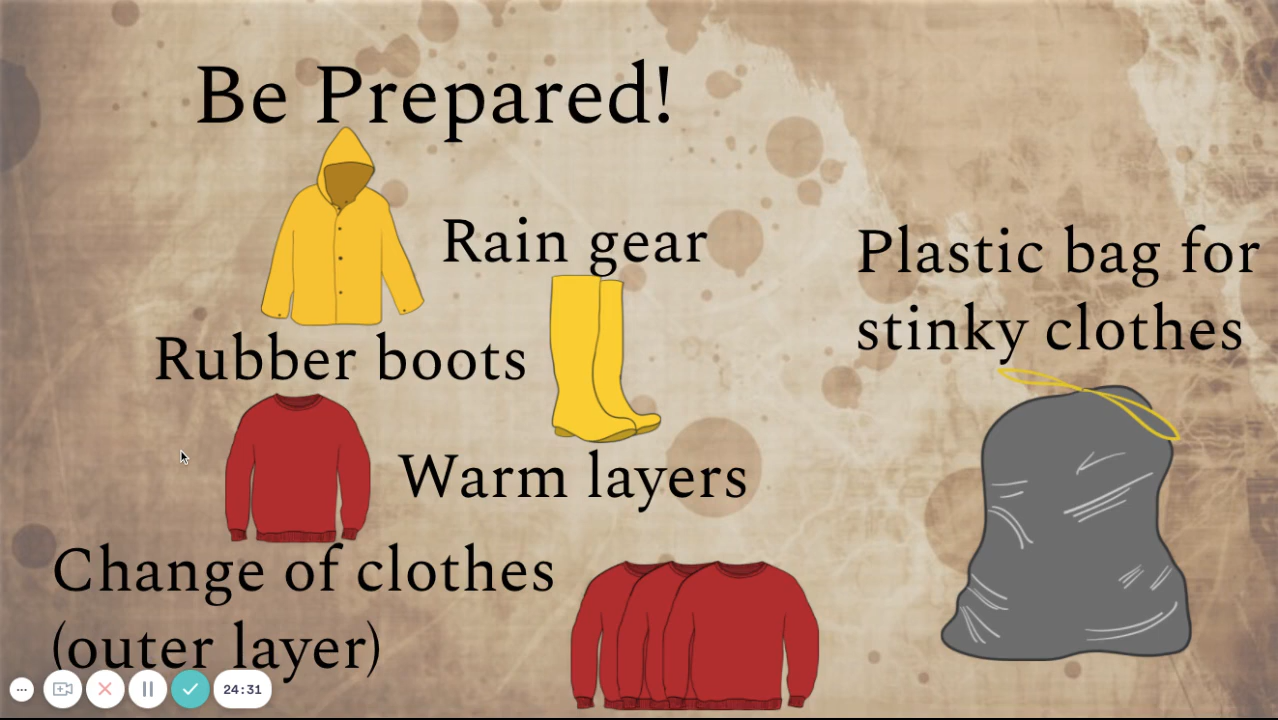 Be Prepared!
Rain gear
Rubber boots
Warm layers
Change of clothes
(outer layer)
Plastic bag for
stinky clothes
24:31